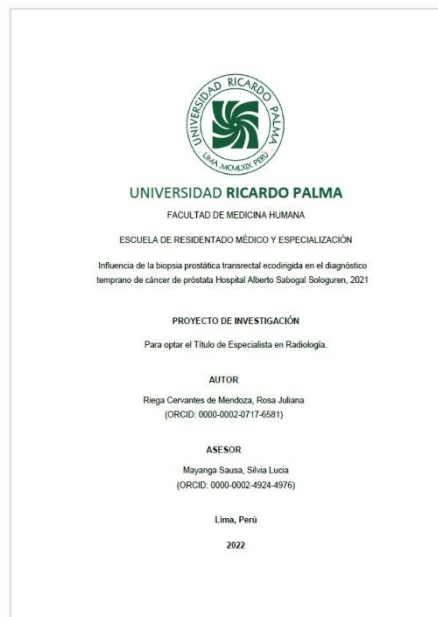 UNIVERSIDAD RICARDO PALMA
LIMA, MCMLXIX, PERÚ
UNIVERSIDAD RICARDO PALMA
FACULTAD DE MEDICINA HUMANA
ESCUELA DE RESIDENTADO MÉDICO Y ESPECIALIZACIÓN
Influencia de la biopsia prostática transrectal ecodirigida en el diagnóstico
temprano de cáncer de próstata Hospital Alberto Sabogal Sologuren, 2021
PROYECTO DE INVESTIGACIÓN
Para optar el Título de Especialista en Radiología.
AUTOR
Riega Cervantes de Mendoza, Rosa Juliana
(ORCID: 0000-0002-0717-6581)
ASESOR
Mayanga Sausa, Silvia Lucia
(ORCID: 0000-0002-4924-4976)
Lima, Perú
2022